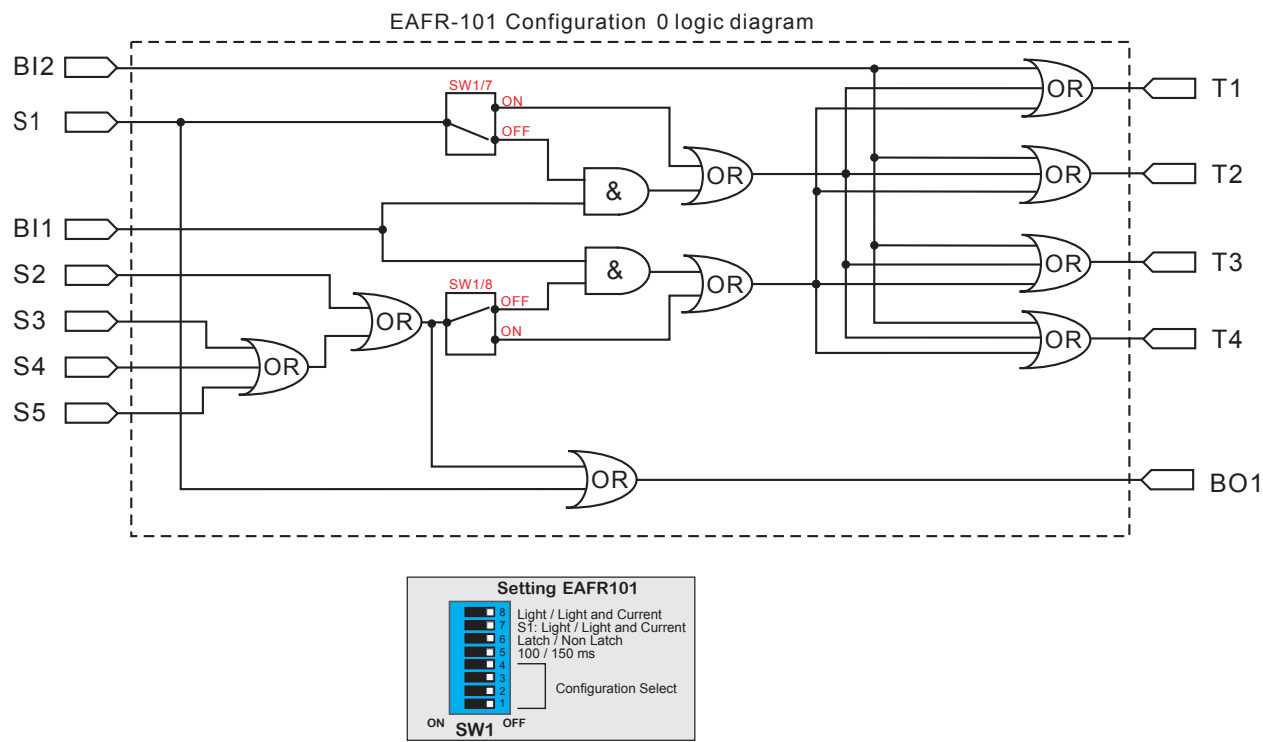 EAFR-101 Configuration 0 logic diagram
BI2
S1
BI1
S2
S3
S4
S5
SW1/7
ON
OFF
&
OR
&
SW1/8
OFF
ON
OR
OR
OR
OR
OR
OR
OR
OR
OR
T1
T2
T3
T4
BO1
Setting EAFR101
8 Light / Light and Current
7 S1: Light / Light and Current
6 Latch / Non Latch
5 100 / 150 ms
4
3
2
1
Configuration Select
ON SW1 OFF